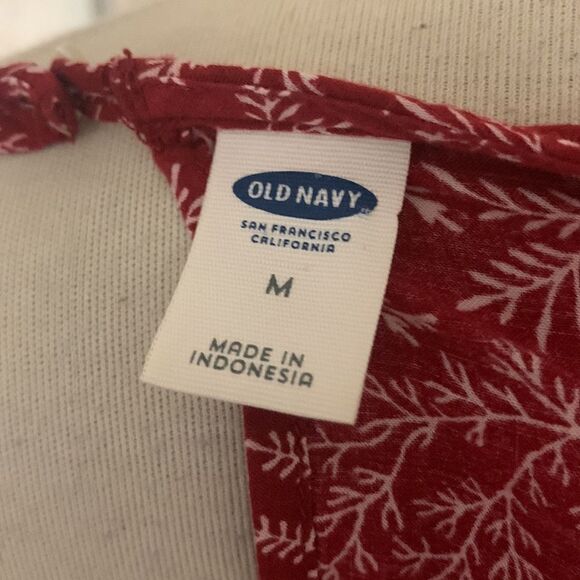 OLD NAVY
SAN FRANCISCO
CALIFORNIA
M
MADE IN
INDONESIA